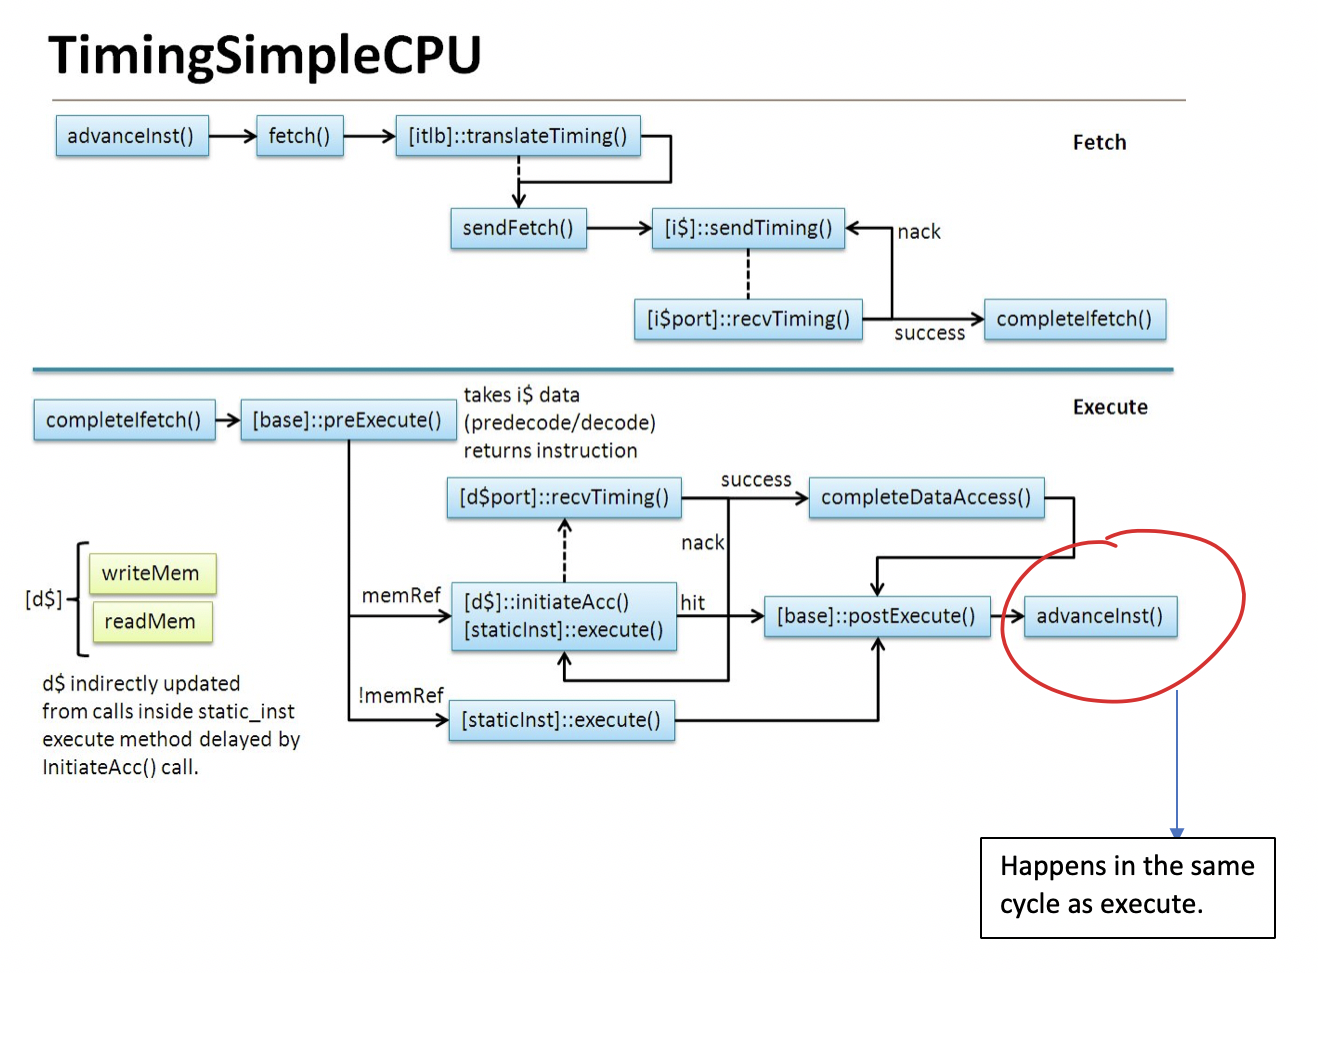 TimingSimpleCPU
advanceInst()
fetch()
[itlb]::translateTiming()
Fetch
sendFetch()
[i$]::sendTiming()
nack
[i$port]::recvTiming()
success
completeIfetch()
completeIfetch()
[base]::preExecute()
takes i$ data
(predecode/decode)
returns instruction
Execute
[d$port]::recvTiming()
success
completeDataAccess()
nack
writeMem
[d$]
readMem
memRef
[d$]::initiateAcc()
[staticInst]::execute()
hit
[base]::postExecute()
advanceInst()
d$ indirectly updated
from calls inside static_inst
execute method delayed by
InitiateAcc() call.
!memRef
[staticInst]::execute()
Happens in the same
cycle as execute.